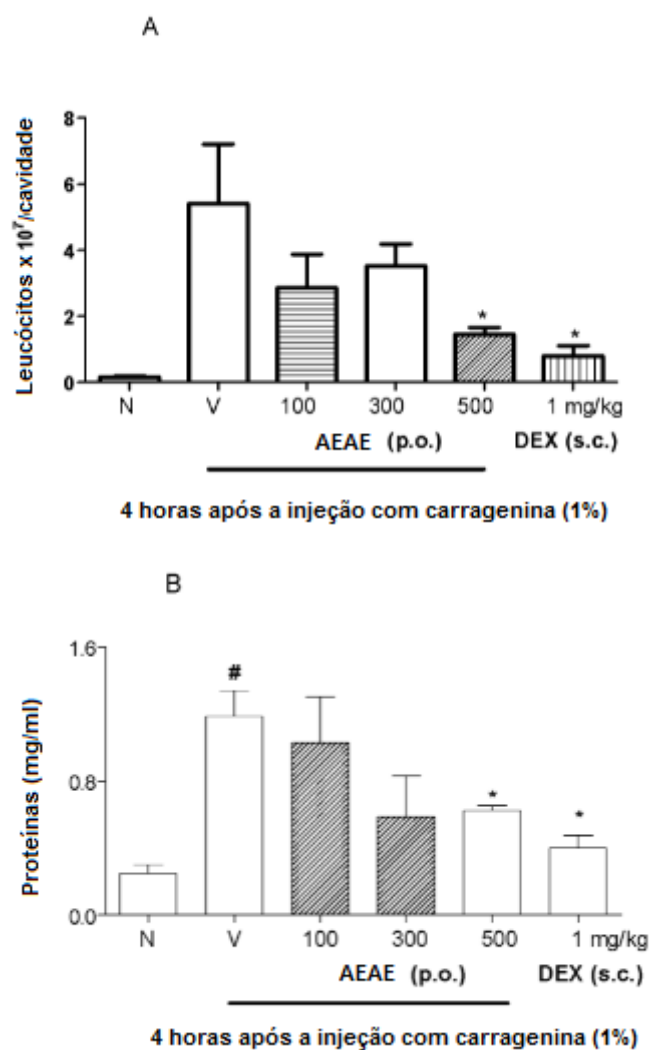 A
Leucócitos x 10⁷/cavidade
8
6
4
2
0
*
*
N V 100 300 500 1 mg/kg
AEAE (p.o.) DEX (s.c.)
4 horas após a injeção com carragenina (1%)
B
Proteínas (mg/ml)
1.6
0.8
0.0
#
*
*
N V 100 300 500 1 mg/kg
AEAE (p.o.) DEX (s.c.)
4 horas após a injeção com carragenina (1%)